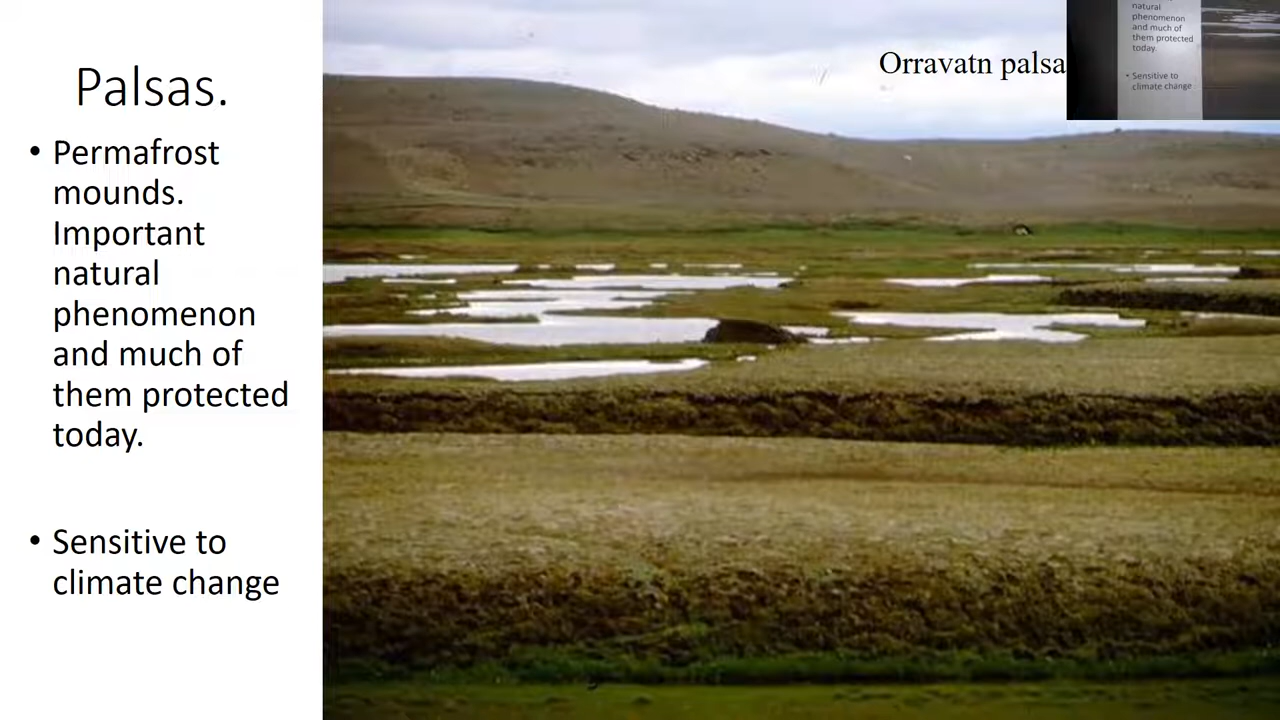 Palsas.
• Permafrost
mounds.
Important
natural
phenomenon
and much of
them protected
today.
• Sensitive to
climate change
Orravatn palsa
natural
phenomenon
and much of
them protected
today.
• Sensitive to
climate change